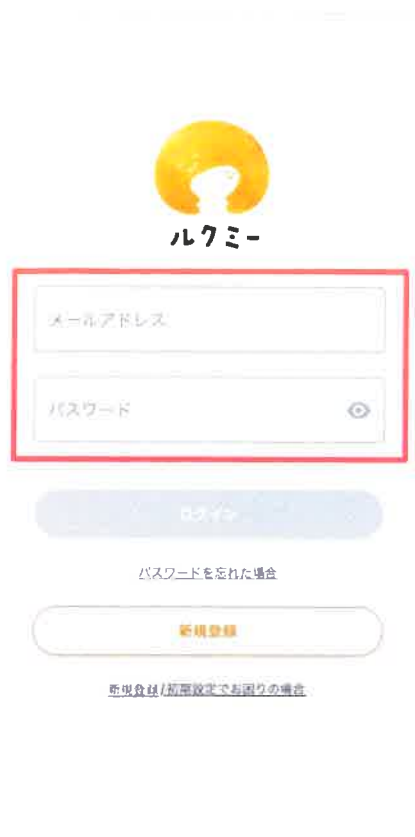 ルクミー
メールアドレス
パスワード
ログイン
パスワードを忘れた場合
新規登録
新規登録/初期設定でお困りの場合